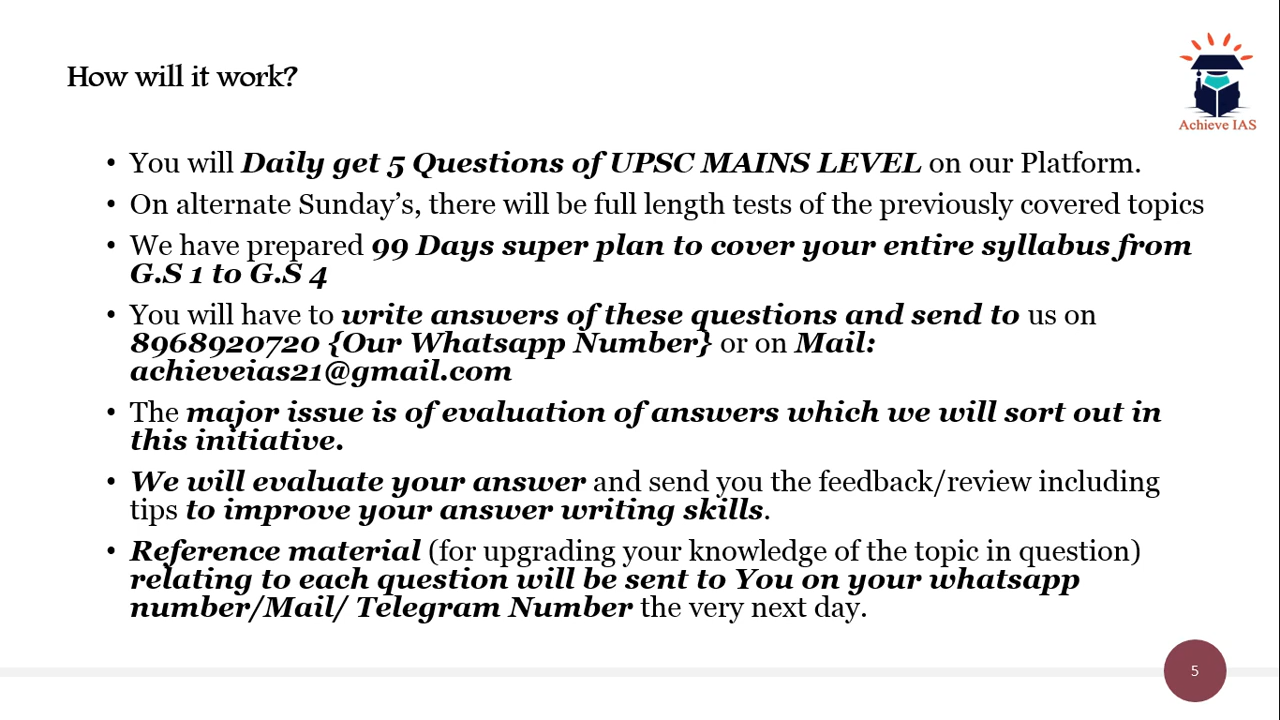 How will it work?
Achieve IAS
• You will Daily get 5 Questions of UPSC MAINS LEVEL on our Platform.
• On alternate Sunday’s, there will be full length tests of the previously covered topics
• We have prepared 99 Days super plan to cover your entire syllabus from
G.S 1 to G.S 4
• You will have to write answers of these questions and send to us on
8968920720 {Our Whatsapp Number} or on Mail:
achieveias21@gmail.com
• The major issue is of evaluation of answers which we will sort out in
this initiative.
• We will evaluate your answer and send you the feedback/review including
tips to improve your answer writing skills.
• Reference material (for upgrading your knowledge of the topic in question)
relating to each question will be sent to You on your whatsapp
number/Mail/ Telegram Number the very next day.
5